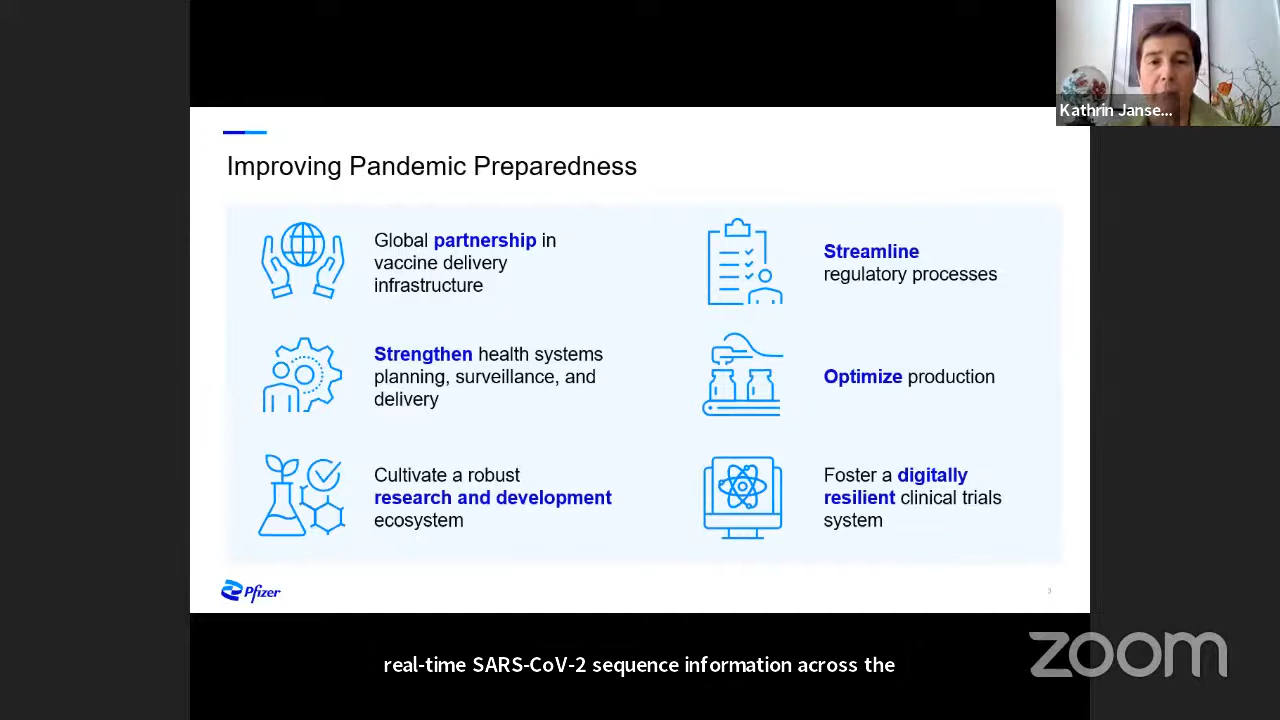 Kathrin Janse...
Improving Pandemic Preparedness
Global partnership in
vaccine delivery
infrastructure
Streamline
regulatory processes
Strengthen health systems
planning, surveillance, and
delivery
Optimize production
Cultivate a robust
research and development
ecosystem
Foster a digitally
resilient clinical trials
system
Pfizer
3
real-time SARS-CoV-2 sequence information across the
zoom